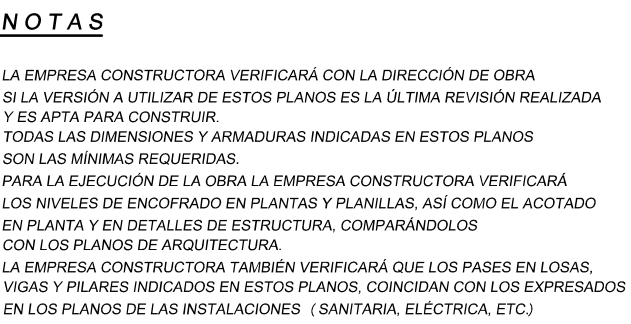 NOTAS
LA EMPRESA CONSTRUCTORA VERIFICARÁ CON LA DIRECCIÓN DE OBRA
SI LA VERSIÓN A UTILIZAR DE ESTOS PLANOS ES LA ÚLTIMA REVISIÓN REALIZADA
Y ES APTA PARA CONSTRUIR.
TODAS LAS DIMENSIONES Y ARMADURAS INDICADAS EN ESTOS PLANOS
SON LAS MÍNIMAS REQUERIDAS.
PARA LA EJECUCIÓN DE LA OBRA LA EMPRESA CONSTRUCTORA VERIFICARÁ
LOS NIVELES DE ENCOFRADO EN PLANTAS Y PLANILLAS, ASÍ COMO EL ACOTADO
EN PLANTA Y EN DETALLES DE ESTRUCTURA, COMPARÁNDOLOS
CON LOS PLANOS DE ARQUITECTURA.
LA EMPRESA CONSTRUCTORA TAMBIÉN VERIFICARÁ QUE LOS PASES EN LOSAS,
VIGAS Y PILARES INDICADOS EN ESTOS PLANOS, COINCIDAN CON LOS EXPRESADOS
EN LOS PLANOS DE LAS INSTALACIONES (SANITARIA, ELÉCTRICA, ETC.)